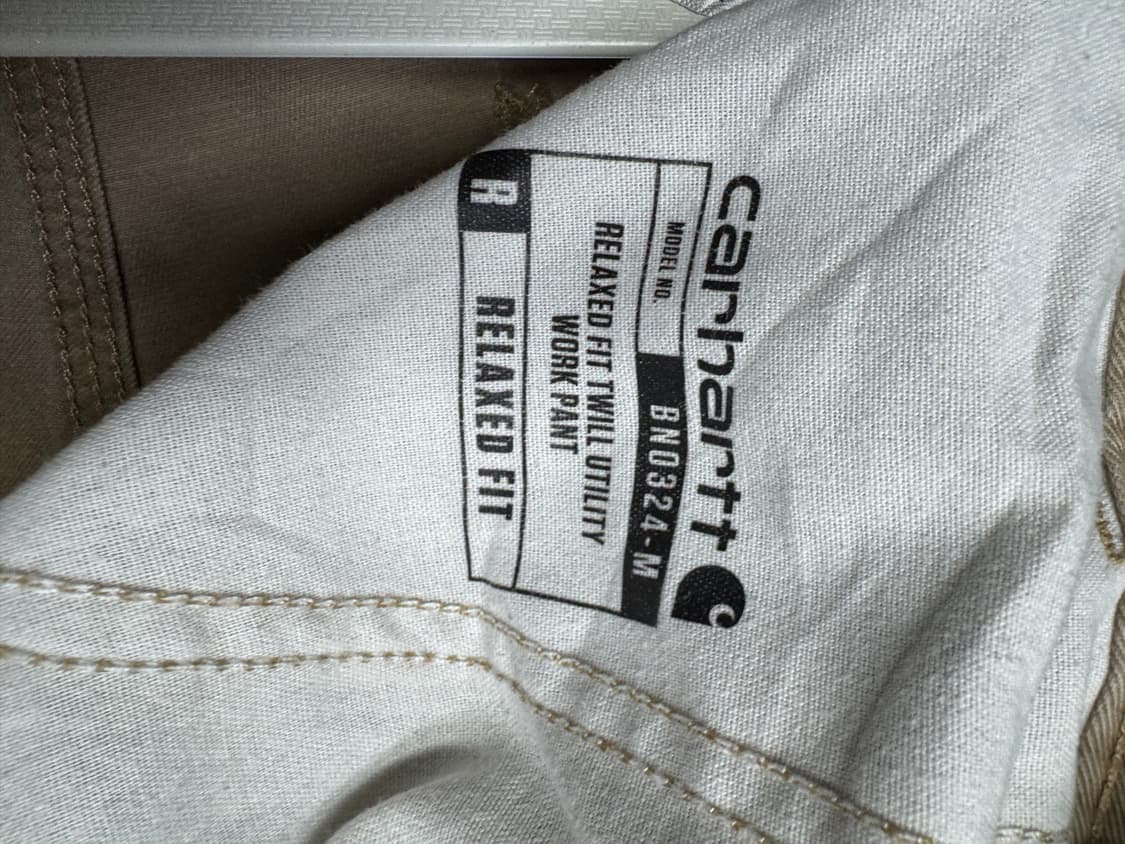 carhartt
MODEL NO. BN0324-M
RELAXED FIT TWILL UTILITY
WORK PANT
R RELAXED FIT